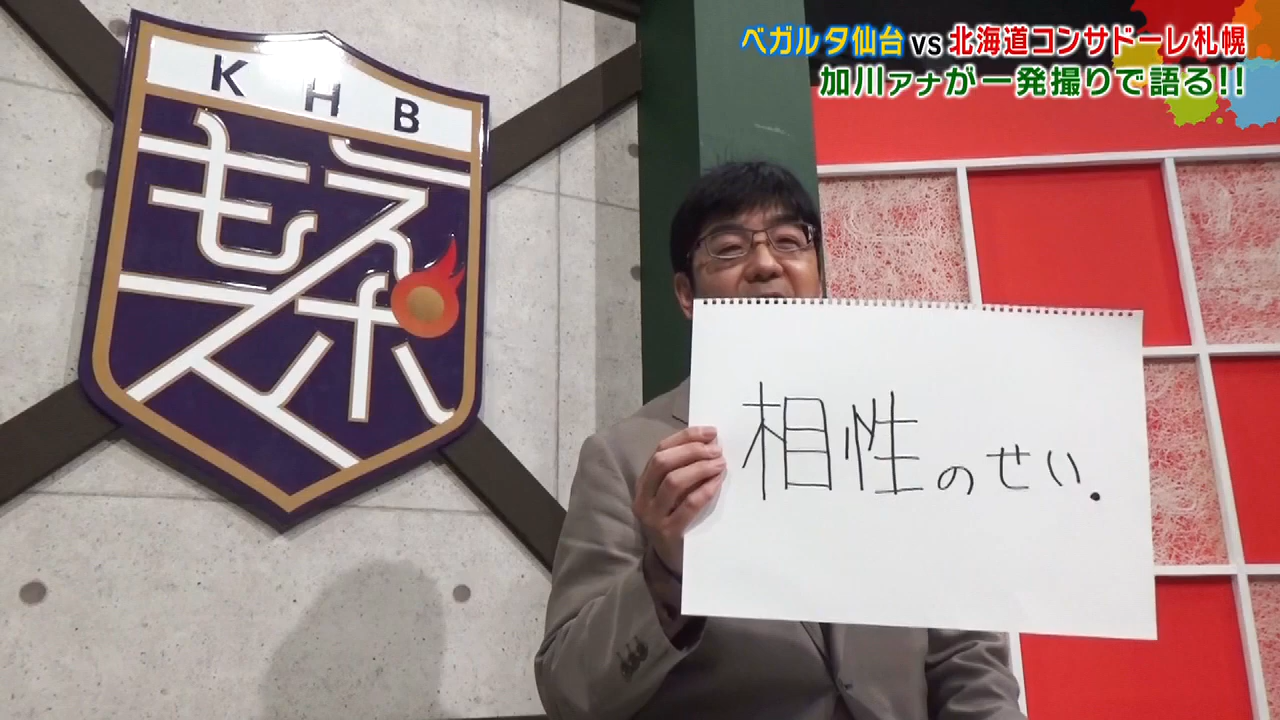 ベガルタ仙台 vs 北海道コンサドーレ札幌
加川アナが一発撮りで語る!!
KHB
もえ
スポ
相性のせい.